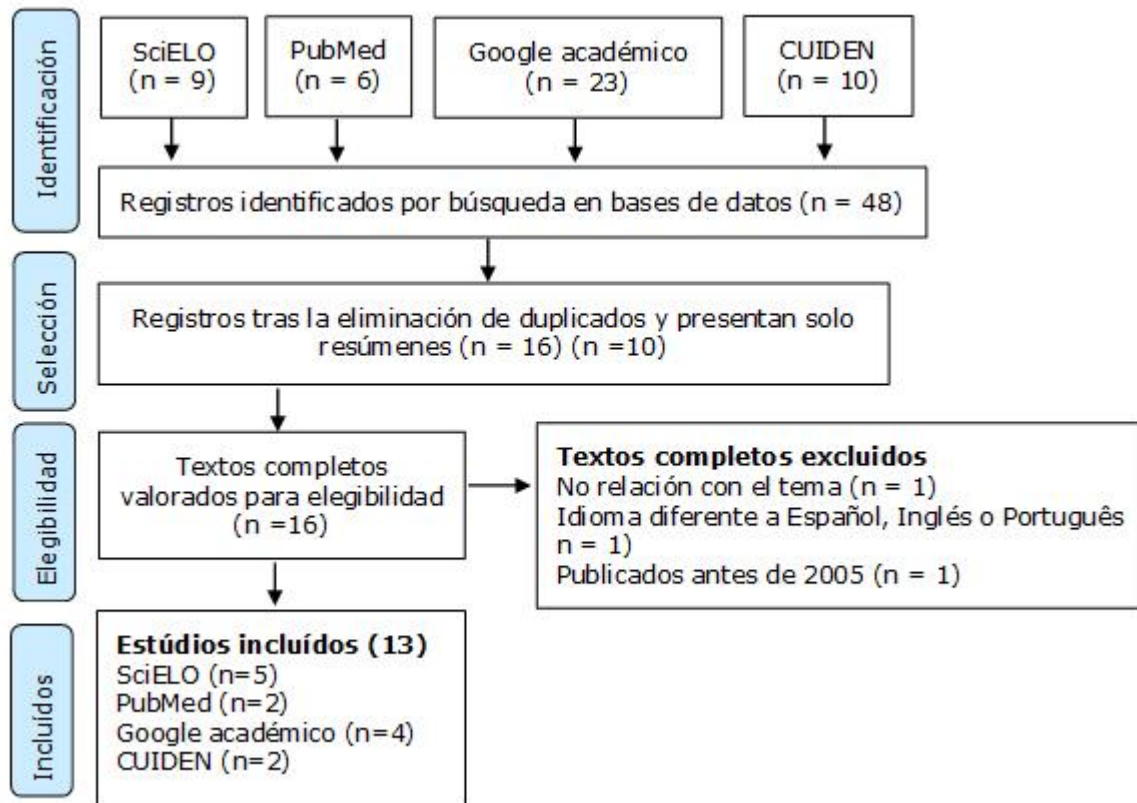 Identificación
SciELO
(n = 9)
PubMed
(n = 6)
Google académico
(n = 23)
CUIDEN
(n = 10)
Registros identificados por búsqueda en bases de datos (n = 48)
Selección
Registros tras la eliminación de duplicados y presentan solo
resúmenes (n = 16) (n =10)
Elegibilidad
Textos completos
valorados para elegibilidad
(n =16)
Textos completos excluidos
No relación con el tema (n = 1)
Idioma diferente a Español, Inglés o Portugués
n = 1)
Publicados antes de 2005 (n = 1)
Incluídos
Estúdios incluídos (13)
SciELO (n=5)
PubMed (n=2)
Google académico (n=4)
CUIDEN (n=2)